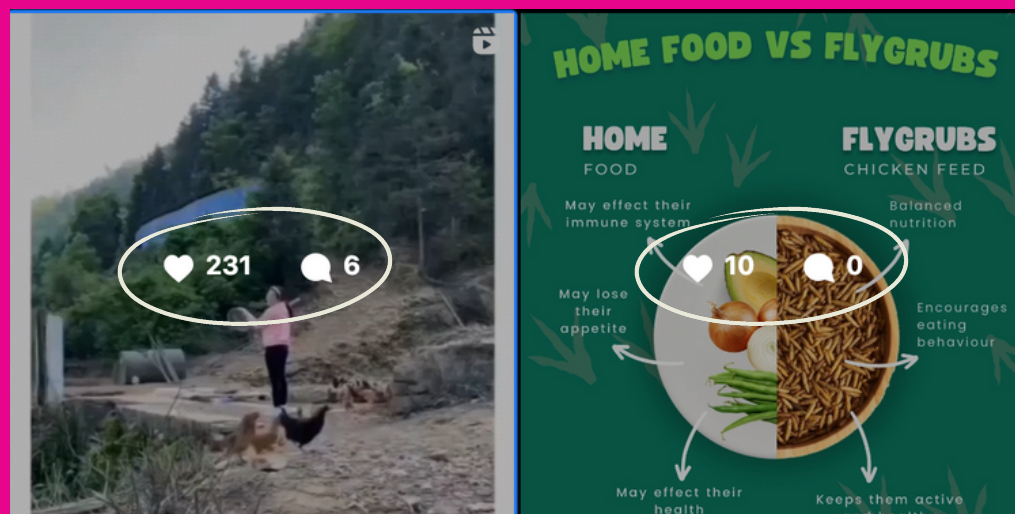 231 6
HOME FOOD VS FLYGRUBS
HOME
FOOD
FLYGRUBS
CHICKEN FEED
May effect their
immune system
Balanced
nutrition
10 0
May lose
their
appetite
Encourages
eating
behaviour
May effect their
health
Keeps them active